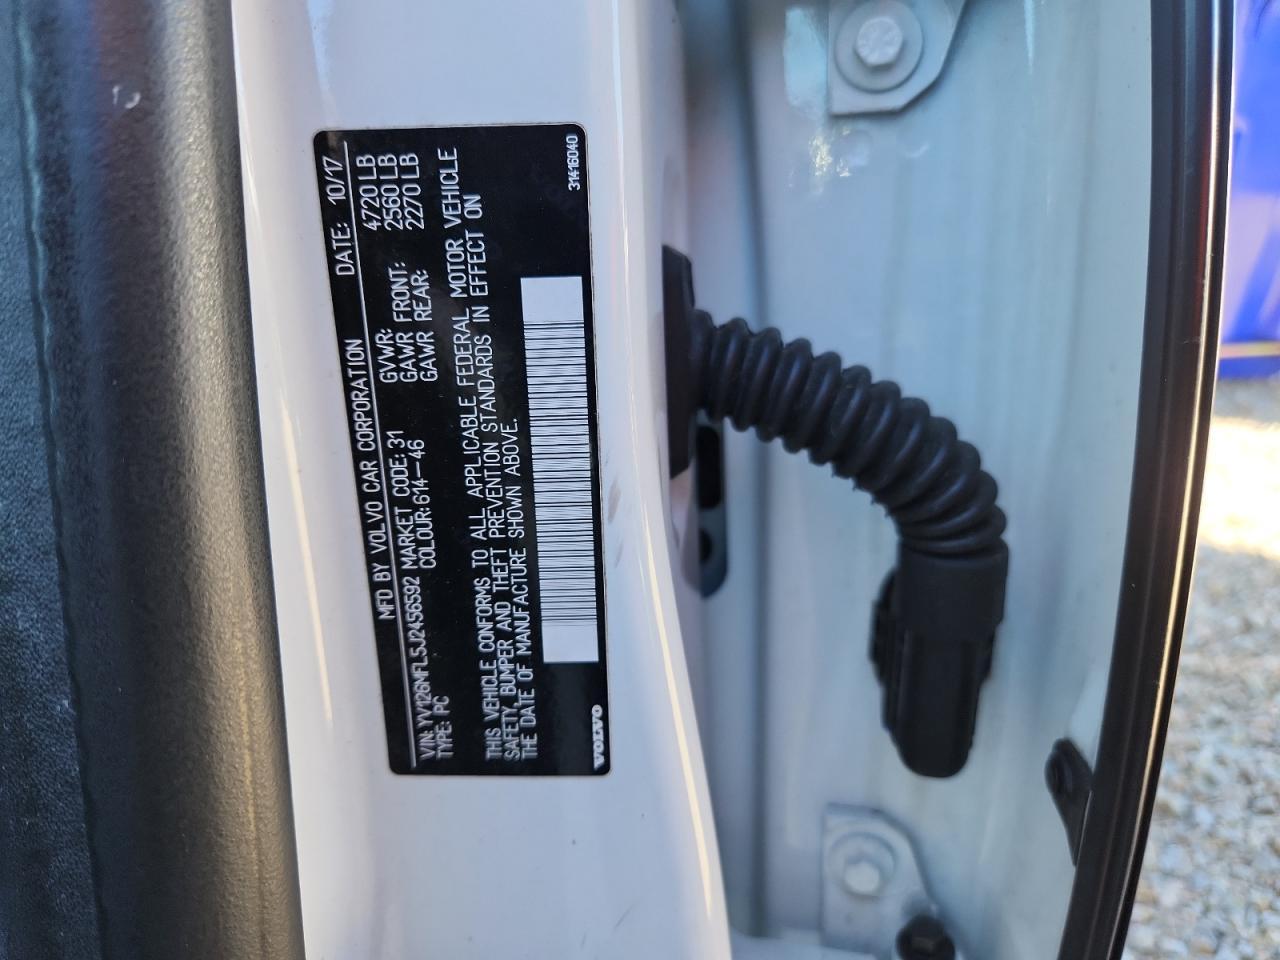 MFD BY VOLVO CAR CORPORATION DATE: 10/17
GVWR: 4720 LB
GAWR FRONT: 2560 LB
GAWR REAR: 2270 LB
VIN: YV126MFL5J2456592 MARKET CODE: 31
TYPE: PC COLOUR: 614-46
THIS VEHICLE CONFORMS TO ALL APPLICABLE FEDERAL MOTOR VEHICLE
SAFETY, BUMPER AND THEFT PREVENTION STANDARDS IN EFFECT ON
THE DATE OF MANUFACTURE SHOWN ABOVE.
VOLVO
31416040